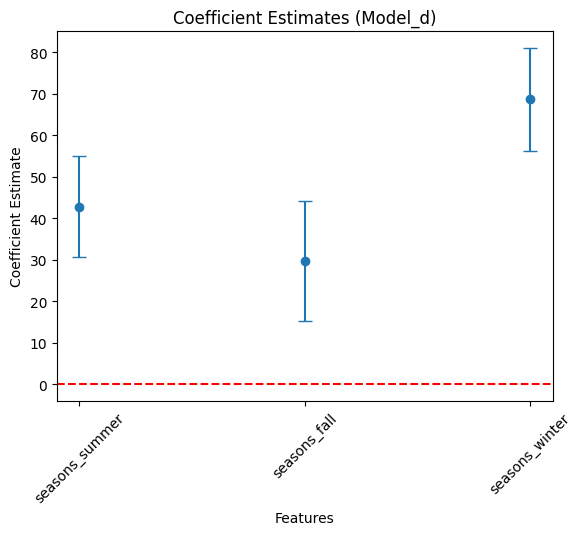 Coefficient Estimates (Model_d)
80
70
60
50
40
30
20
10
0
Coefficient Estimate
seasons_summer
seasons_fall
seasons_winter
Features